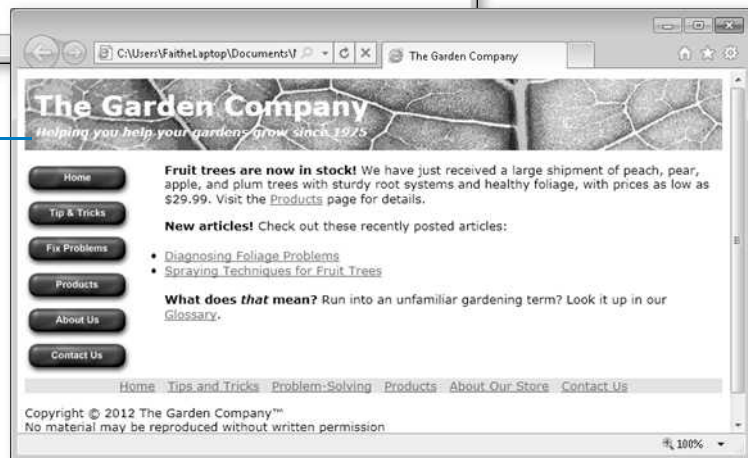 C:\Users\FaitheLaptop\Documents\
The Garden Company
The Garden Company
Helping you help your gardens grow since 1975
Home
Tip & Tricks
Fix Problems
Products
About Us
Contact Us
Fruit trees are now in stock! We have just received a large shipment of peach, pear,
apple, and plum trees with sturdy root systems and healthy foliage, with prices as low as
$29.99. Visit the Products page for details.
New articles! Check out these recently posted articles:
• Diagnosing Foliage Problems
• Spraying Techniques for Fruit Trees
What does that mean? Run into an unfamiliar gardening term? Look it up in our
Glossary.
Home Tips and Tricks Problem-Solving Products About Our Store Contact Us
Copyright © 2012 The Garden Company™
No material may be reproduced without written permission
100%